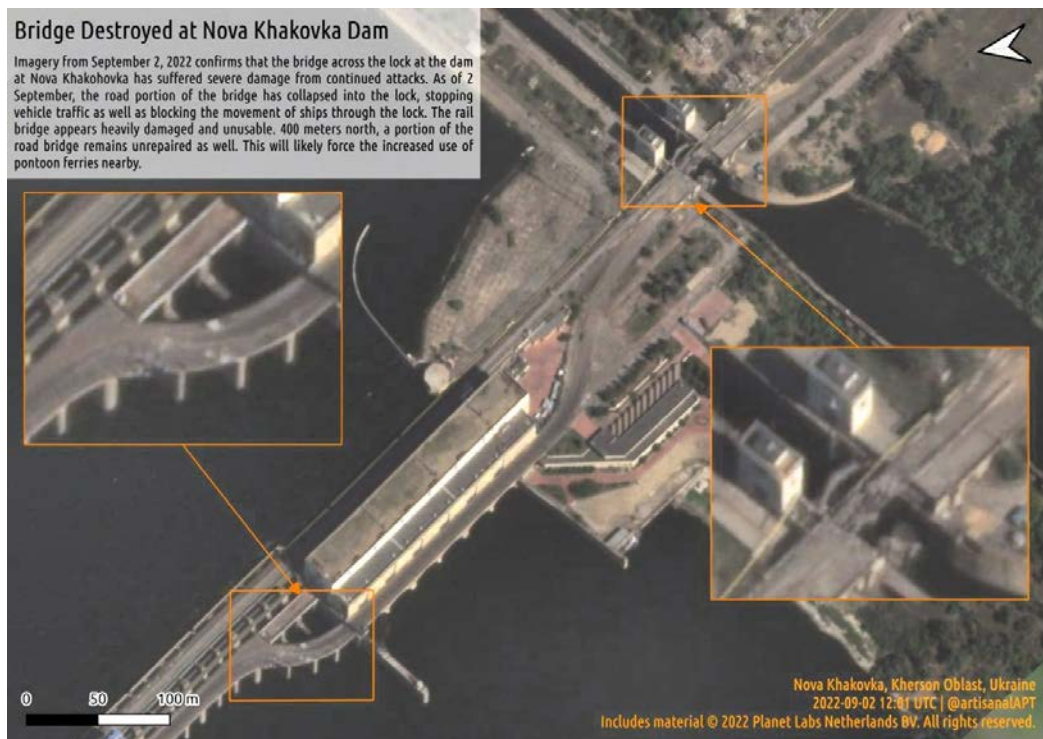 Bridge Destroyed at Nova Khakovka Dam
Imagery from September 2, 2022 confirms that the bridge across the lock at the dam
at Nova Khakohovka has suffered severe damage from continued attacks. As of 2
September, the road portion of the bridge has collapsed into the lock, stopping
vehicle traffic as well as blocking the movement of ships through the lock. The rail
bridge appears heavily damaged and unusable. 400 meters north, a portion of the
road bridge remains unrepaired as well. This will likely force the increased use of
pontoon ferries nearby.
0 50 100 m
Nova Khakovka, Kherson Oblast, Ukraine
2022-09-02 12:01 UTC | @artisanalAPT
Includes material © 2022 Planet Labs Netherlands BV. All rights reserved.